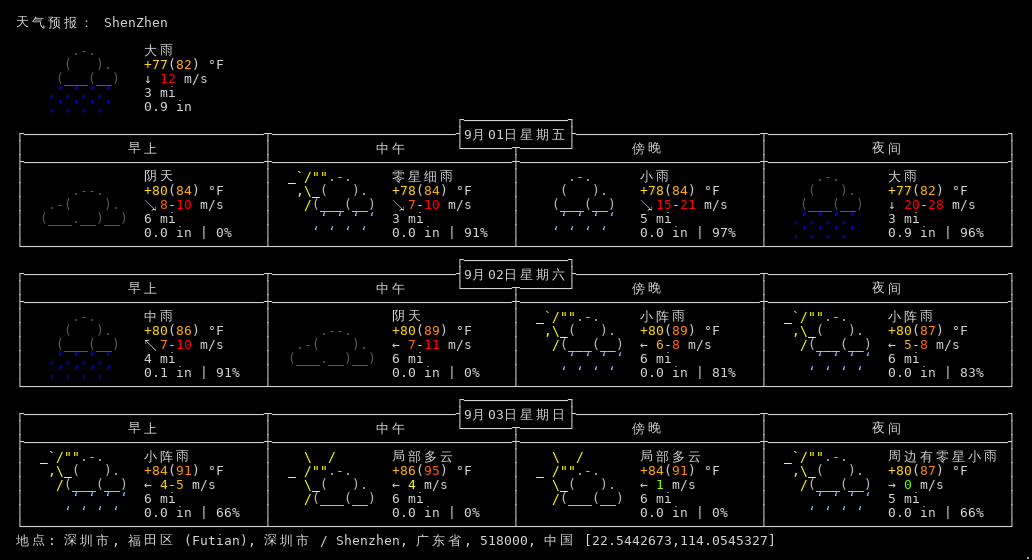 天气预报： ShenZhen
大雨
+77(82) °F
↓ 12 m/s
3 mi
0.9 in
9月01日星期五
早上 中午 傍晚 夜间
阴天 零星细雨 小雨 大雨
+80(84) °F +78(84) °F +78(84) °F +77(82) °F
↘ 8-10 m/s ↘ 7-10 m/s ↘ 15-21 m/s ↓ 20-28 m/s
6 mi 3 mi 5 mi 3 mi
0.0 in | 0% 0.0 in | 91% 0.0 in | 97% 0.9 in | 96%
9月02日星期六
早上 中午 傍晚 夜间
中雨 阴天 小阵雨 小阵雨
+80(86) °F +80(89) °F +80(89) °F +80(87) °F
↖ 7-10 m/s ← 7-11 m/s ← 6-8 m/s ← 5-8 m/s
4 mi 6 mi 6 mi 6 mi
0.1 in | 91% 0.0 in | 0% 0.0 in | 81% 0.0 in | 83%
9月03日星期日
早上 中午 傍晚 夜间
小阵雨 局部多云 局部多云 周边有零星小雨
+84(91) °F +86(95) °F +84(91) °F +80(87) °F
← 4-5 m/s ← 4 m/s ← 1 m/s → 0 m/s
6 mi 6 mi 6 mi 5 mi
0.0 in | 66% 0.0 in | 0% 0.0 in | 0% 0.0 in | 66%
地点: 深圳市, 福田区 (Futian), 深圳市 / Shenzhen, 广东省, 518000, 中国 [22.5442673,114.0545327]